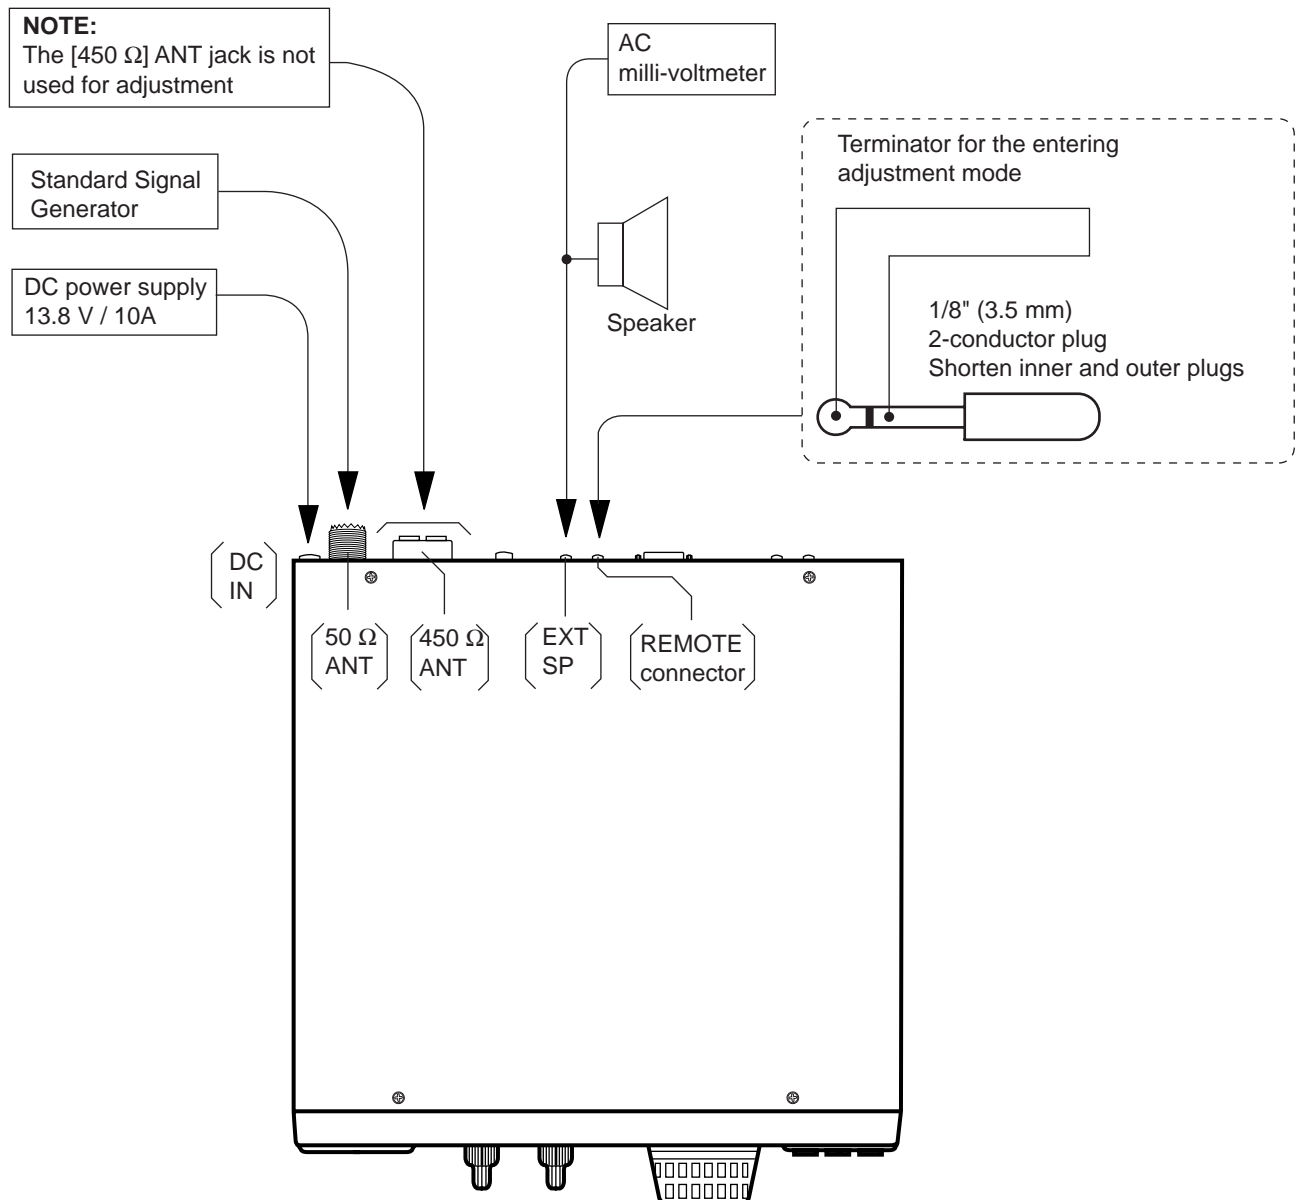 NOTE:
The [450 Ω] ANT jack is not
used for adjustment
AC
milli-voltmeter
Terminator for the entering
adjustment mode
Standard Signal
Generator
DC power supply
13.8 V / 10A
Speaker
1/8" (3.5 mm)
2-conductor plug
Shorten inner and outer plugs
DC
IN
50 Ω
ANT
450 Ω
ANT
EXT
SP
REMOTE
connector